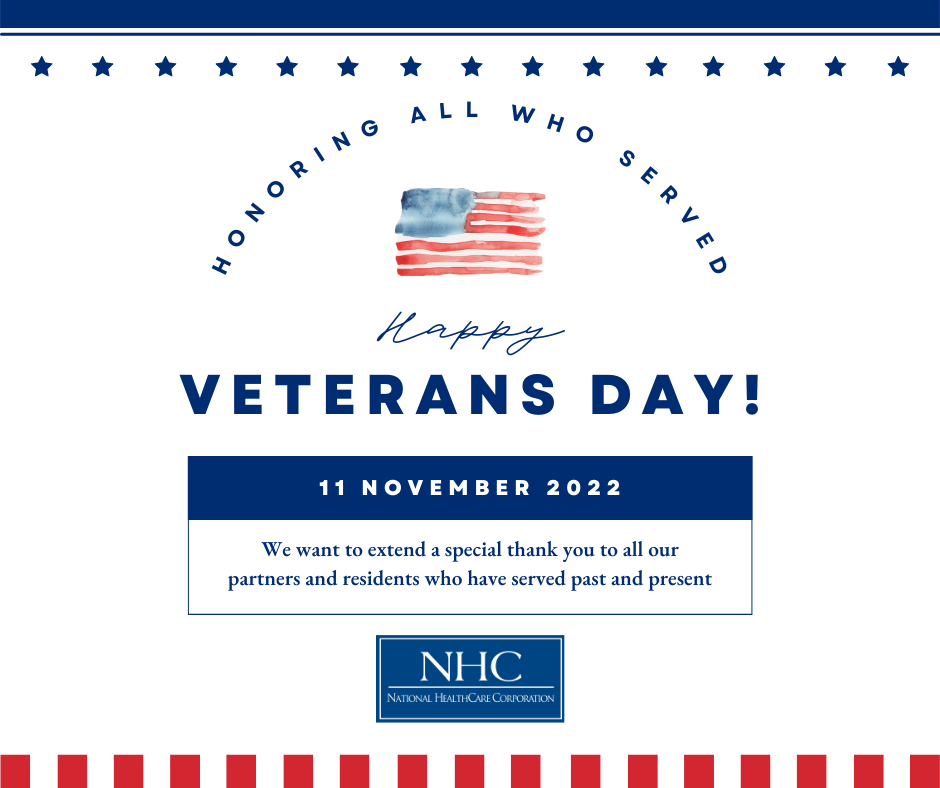 HONORING ALL WHO SERVED
Happy
VETERANS DAY!
11 NOVEMBER 2022
We want to extend a special thank you to all our
partners and residents who have served past and present
NHC
NATIONAL HEALTHCARE CORPORATION